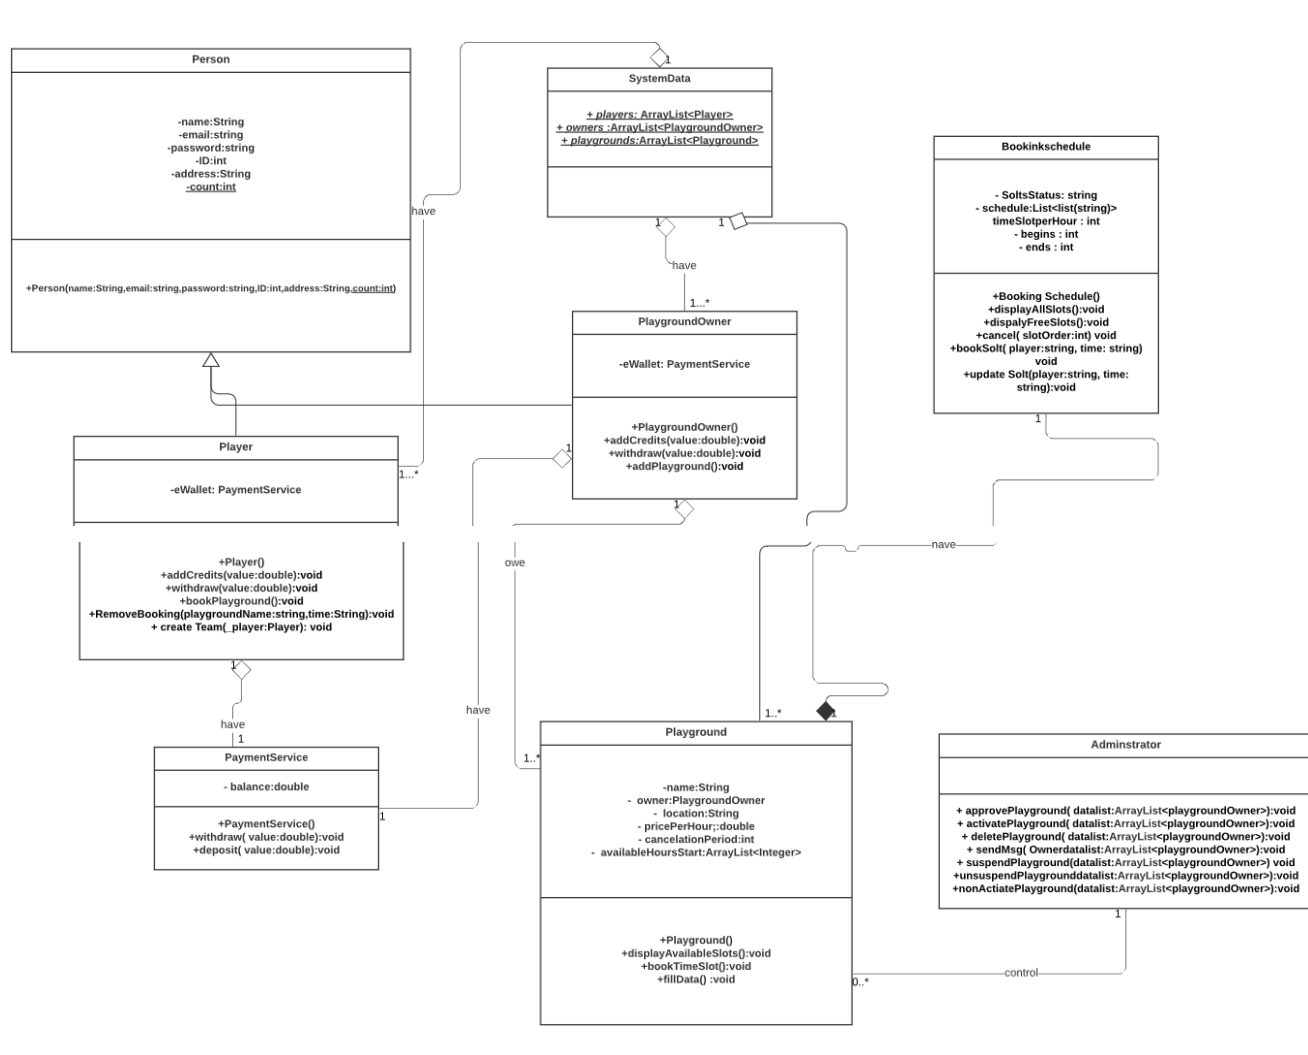 Person
-name:String
-email:string
-password:string
-ID:int
-address:String
-count:int
+Person(name:String,email:string,password:string,ID:int,address:String,count:int)
have
1
SystemData
+ players: ArrayList<Player>
+ owners :ArrayList<PlaygroundOwner>
+ playgrounds:ArrayList<Playground>
1
1
have
1...*
PlaygroundOwner
-eWallet: PaymentService
+PlaygroundOwner()
+addCredits(value:double):void
+withdraw(value:double):void
+addPlayground():void
1
1
Bookinkschedule
- SoltsStatus: string
- schedule:List<list(string)>
timeSlotperHour : int
- begins : int
- ends : int
+Booking Schedule()
+displayAllSlots():void
+dispalyFreeSlots():void
+cancel( slotOrder:int) void
+bookSolt( player:string, time: string)
void
+update Solt(player:string, time:
string):void
1
nave
Player
1...*
-eWallet: PaymentService
+Player()
+addCredits(value:double):void
+withdraw(value:double):void
+bookPlayground():void
+RemoveBooking(playgroundName:string,time:String):void
+ create Team(_player:Player): void
1
have
1
owe
have
1..*
PaymentService
- balance:double
+PaymentService()
+withdraw( value:double):void
+deposit( value:double):void
1
1..*
1
Playground
-name:String
- owner:PlaygroundOwner
- location:String
- pricePerHour;:double
- cancelationPeriod:int
- availableHoursStart:ArrayList<Integer>
+Playground()
+displayAvailableSlots():void
+bookTimeSlot():void
+fillData() :void
0..*
control
1
Adminstrator
+ approvePlayground( datalist:ArrayList<playgroundOwner>):void
+ activatePlayground( datalist:ArrayList<playgroundOwner>):void
+ deletePlayground( datalist:ArrayList<playgroundOwner>):void
+ sendMsg( Ownerdatalist:ArrayList<playgroundOwner>):void
+ suspendPlayground(datalist:ArrayList<playgroundOwner>) void
+unsuspendPlaygrounddatalist:ArrayList<playgroundOwner>):void
+nonActiatePlayground(datalist:ArrayList<playgroundOwner>):void